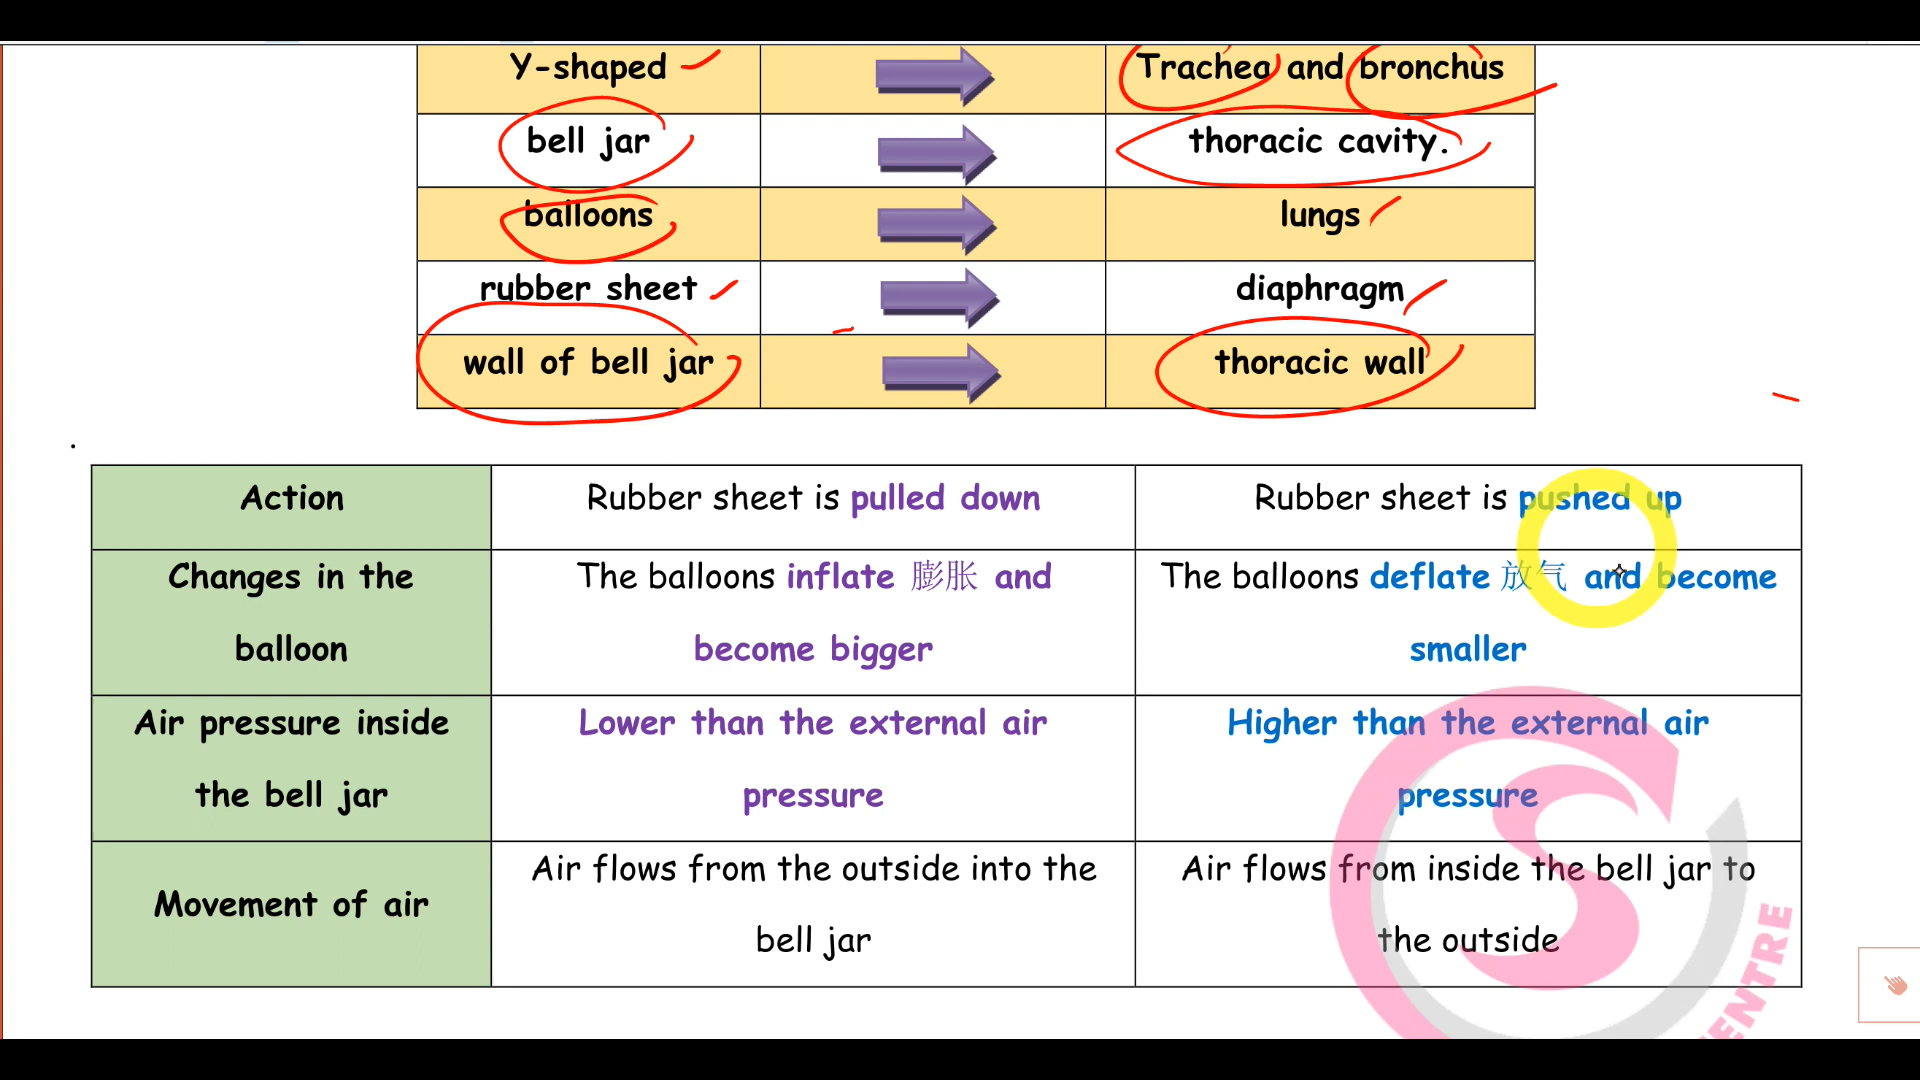 Y-shaped
Trachea and bronchus
bell jar
thoracic cavity.
balloons
lungs
rubber sheet
diaphragm
wall of bell jar
thoracic wall
.
Action
Rubber sheet is pulled down
Rubber sheet is pushed up
Changes in the
balloon
The balloons inflate 膨胀 and
become bigger
The balloons deflate 放气 and become
smaller
Air pressure inside
the bell jar
Lower than the external air
pressure
Higher than the external air
pressure
Movement of air
Air flows from the outside into the
bell jar
Air flows from inside the bell jar to
the outside